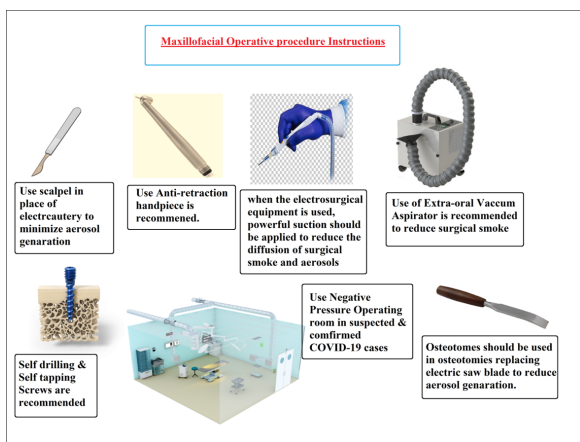 Maxillofacial Operative procedure Instructions
Use scalpel in
place of
electrcautery to
minimize aerosol
genaration
Use Anti-retraction
handpiece is
recommened.
when the electrosurgical
equipment is used,
powerful suction should
be applied to reduce the
diffusion of surgical
smoke and aerosols
Use of Extra-oral Vaccum
Aspirator is recommended
to reduce surgical smoke
Self drilling &
Self tapping
Screws are
recommended
Use Negative
Pressure Operating
room in suspected &
comfirmed
COVID-19 cases
Osteotomes should be used
in osteotomies replacing
electric saw blade to reduce
aerosol genaration.